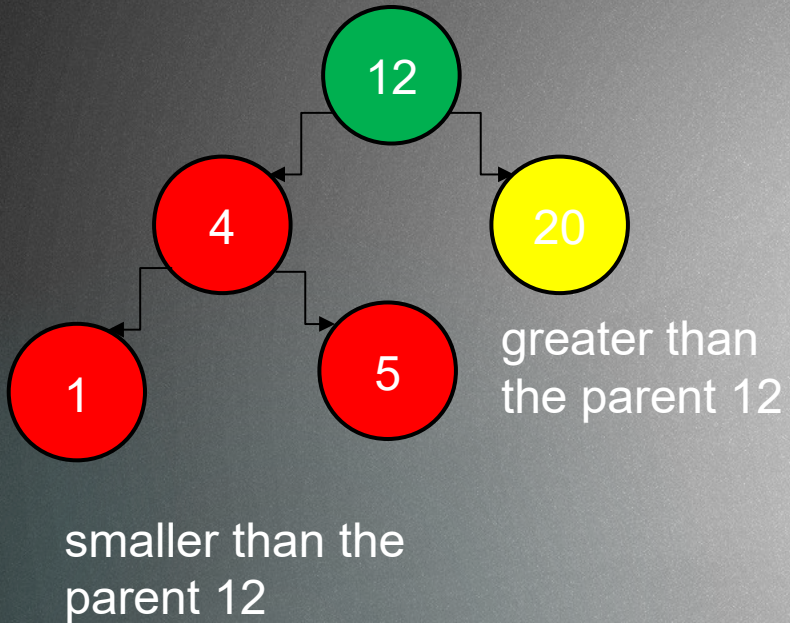 12
4
20
1
5
greater than
the parent 12
smaller than the
parent 12